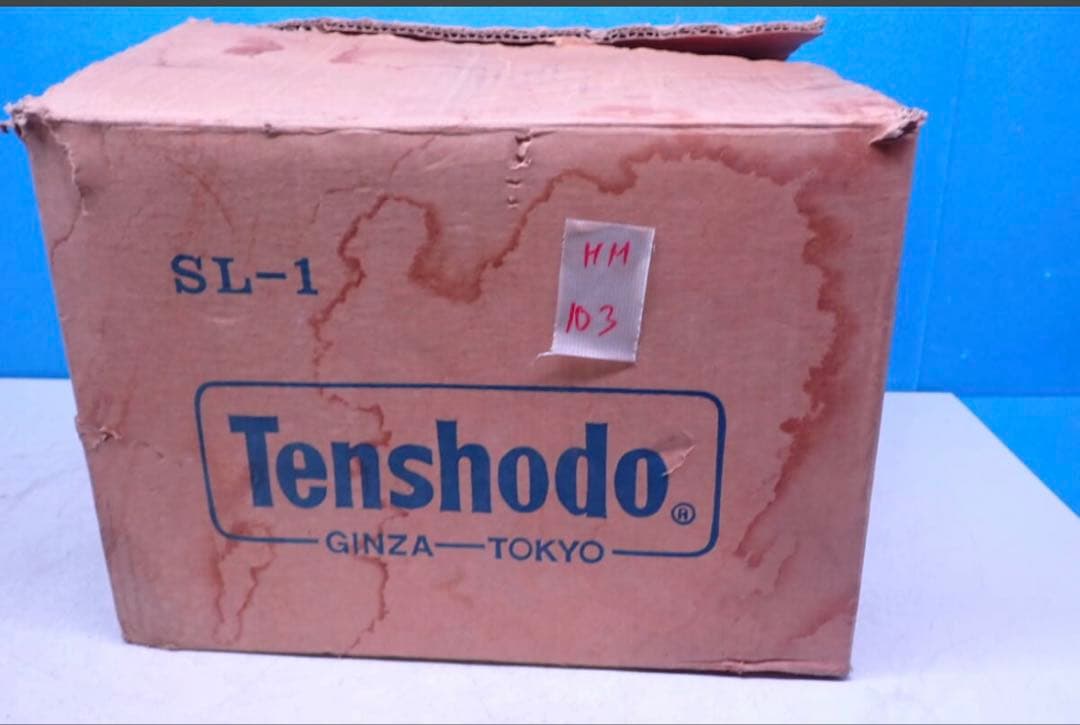 SL-1
HM
103
Tenshodo®
GINZA—TOKYO